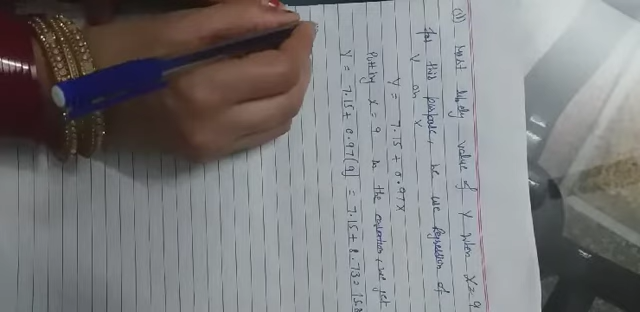 (d) Most likely value of Y when X = 9
for this purpose, we use Regression of
Y on X
Y = 7.15 + 0.97X
Putting X = 9 in the equation, we get
Y = 7.15 + 0.97(9) = 7.15 + 8.73 = 15.8